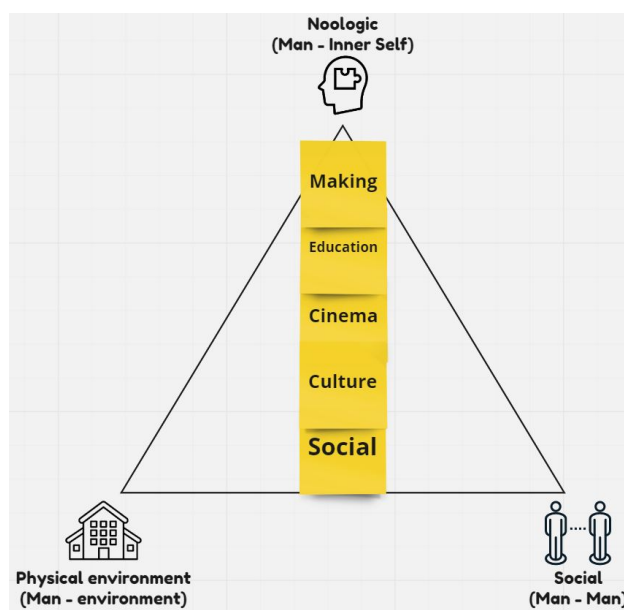 Noologic
(Man - Inner Self)
Making
Education
Cinema
Culture
Social
Physical environment
(Man - environment)
Social
(Man - Man)